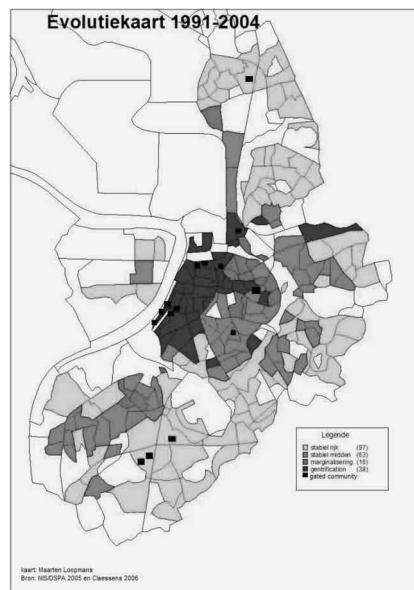 Evolutiekaart 1991-2004
Legende
stabiel rijk (97)
stabiel midden (63)
marginalisering (16)
gentrification (38)
gated community
kaart: Maarten Loopmans
Bron: NIS/DSPA 2005 en Claessens 2006